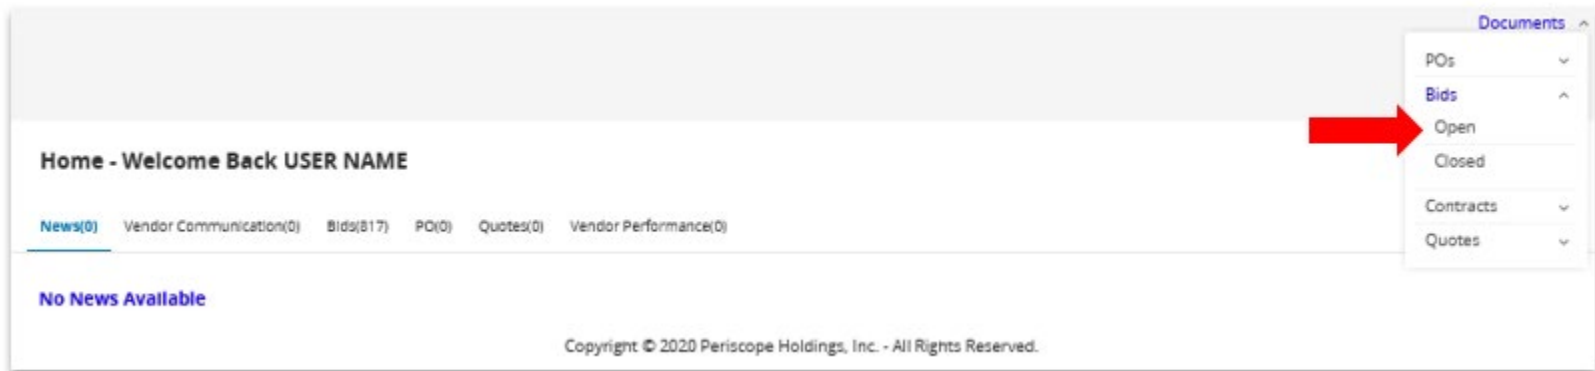 Documents
POs
Bids
Open
Closed
Contracts
Quotes
Home - Welcome Back USER NAME
News(0) Vendor Communication(0) Bids(817) PO(0) Quotes(0) Vendor Performance(0)
No News Available
Copyright © 2020 Periscope Holdings, Inc. - All Rights Reserved.